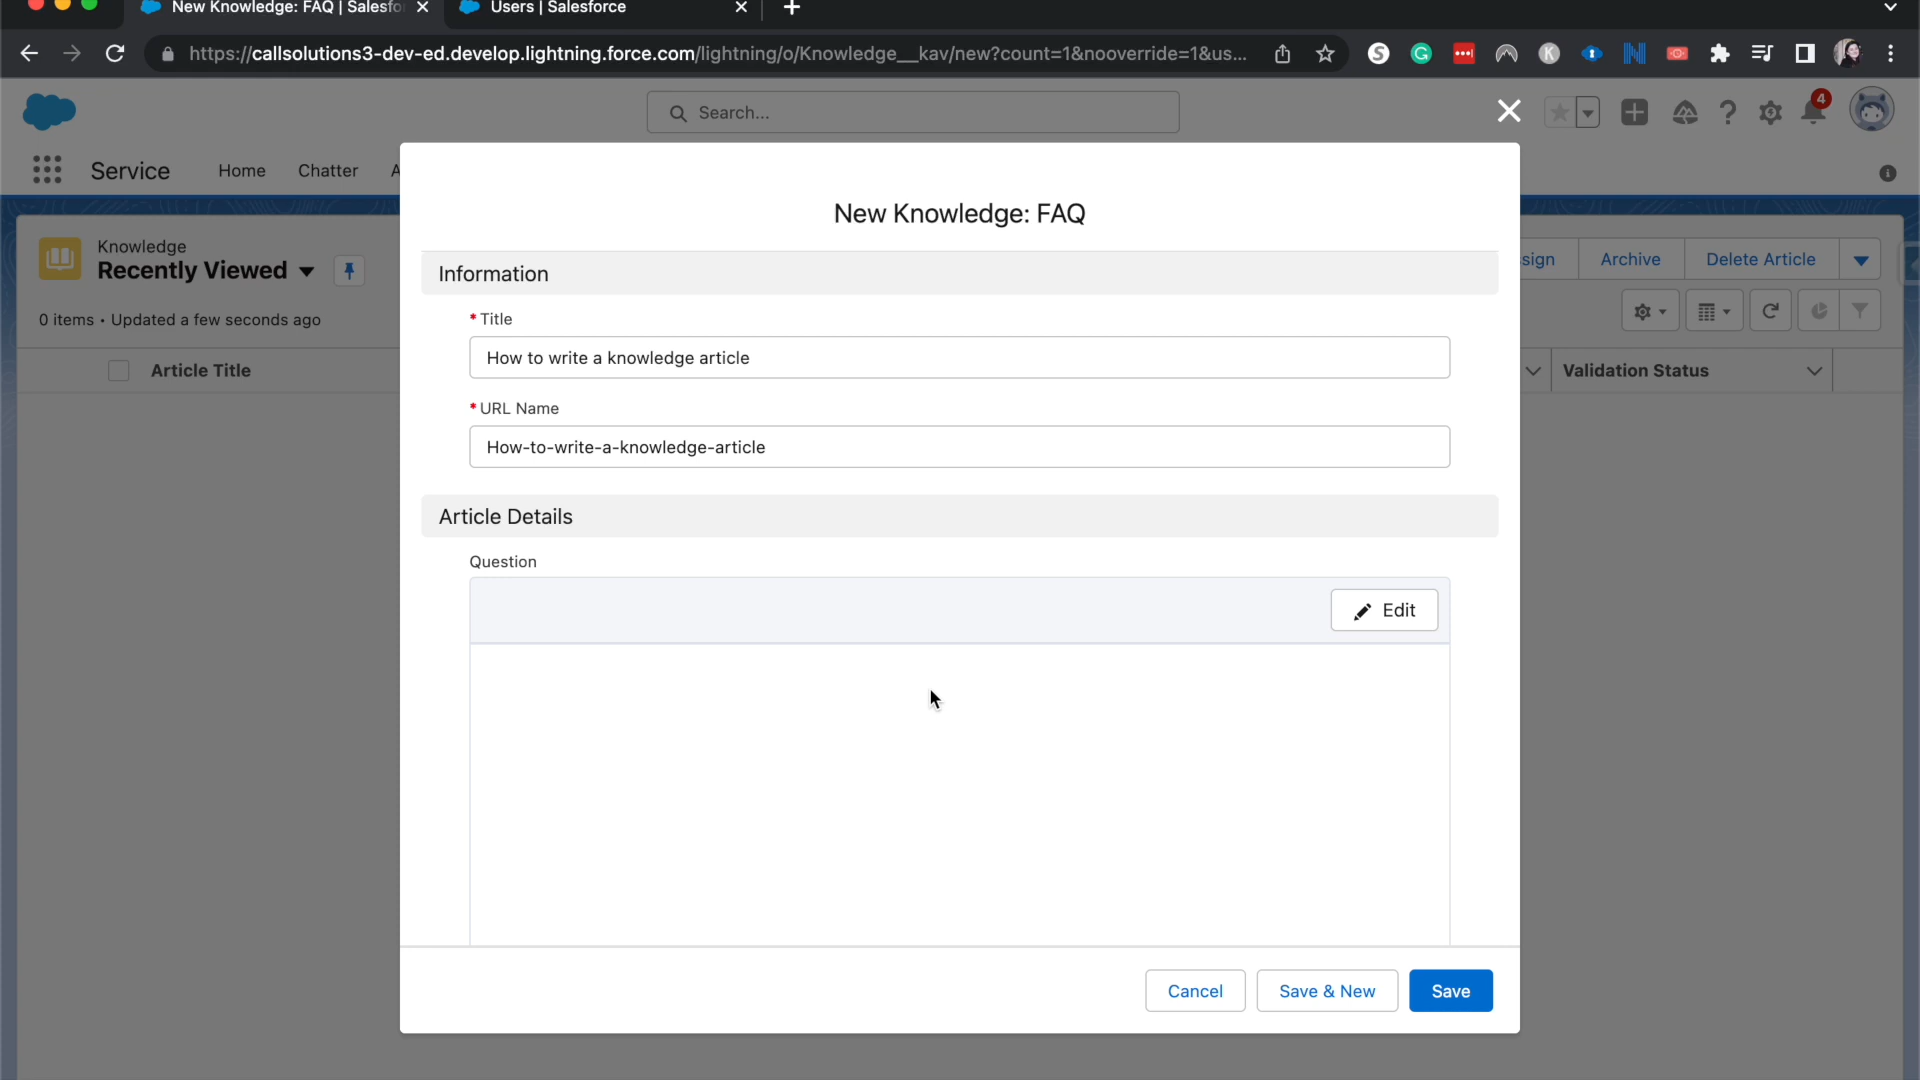 New Knowledge: FAQ | Salesfo
Users | Salesforce
https://callsolutions3-dev-ed.develop.lightning.force.com/lightning/o/Knowledge__kav/new?count=1&nooverride=1&us...
Search...
4
Service
Home
Chatter
A
New Knowledge: FAQ
Knowledge
Recently Viewed
0 items • Updated a few seconds ago
ssign
Archive
Delete Article
Article Title
Validation Status
Information
*Title
How to write a knowledge article
*URL Name
How-to-write-a-knowledge-article
Article Details
Question
Edit
Cancel
Save & New
Save